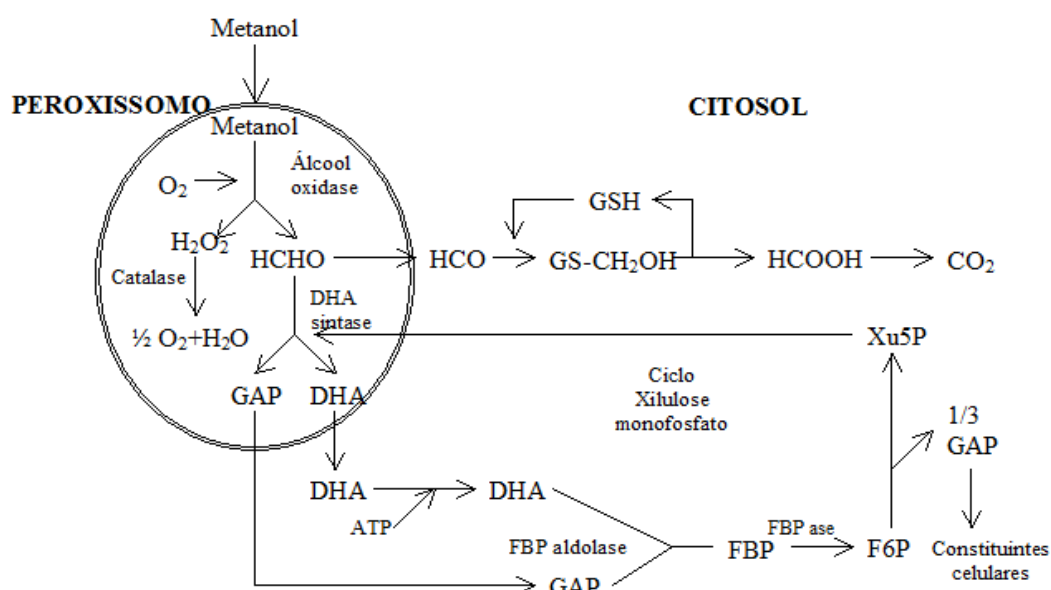 Metanol
PEROXISSOMO
CITOSOL
Metanol
Álcool
oxidase
O₂
GSH
H₂O₂
HCHO
HCO
GS-CH₂OH
HCOOH
CO₂
Catalase
DHA
sintase
½ O₂+H₂O
Xu5P
GAP
DHA
Ciclo
Xilulose
monofosfato
1/3
GAP
DHA
DHA
ATP
FBP aldolase
FBP
FBP ase
F6P
Constituintes
celulares
GAP